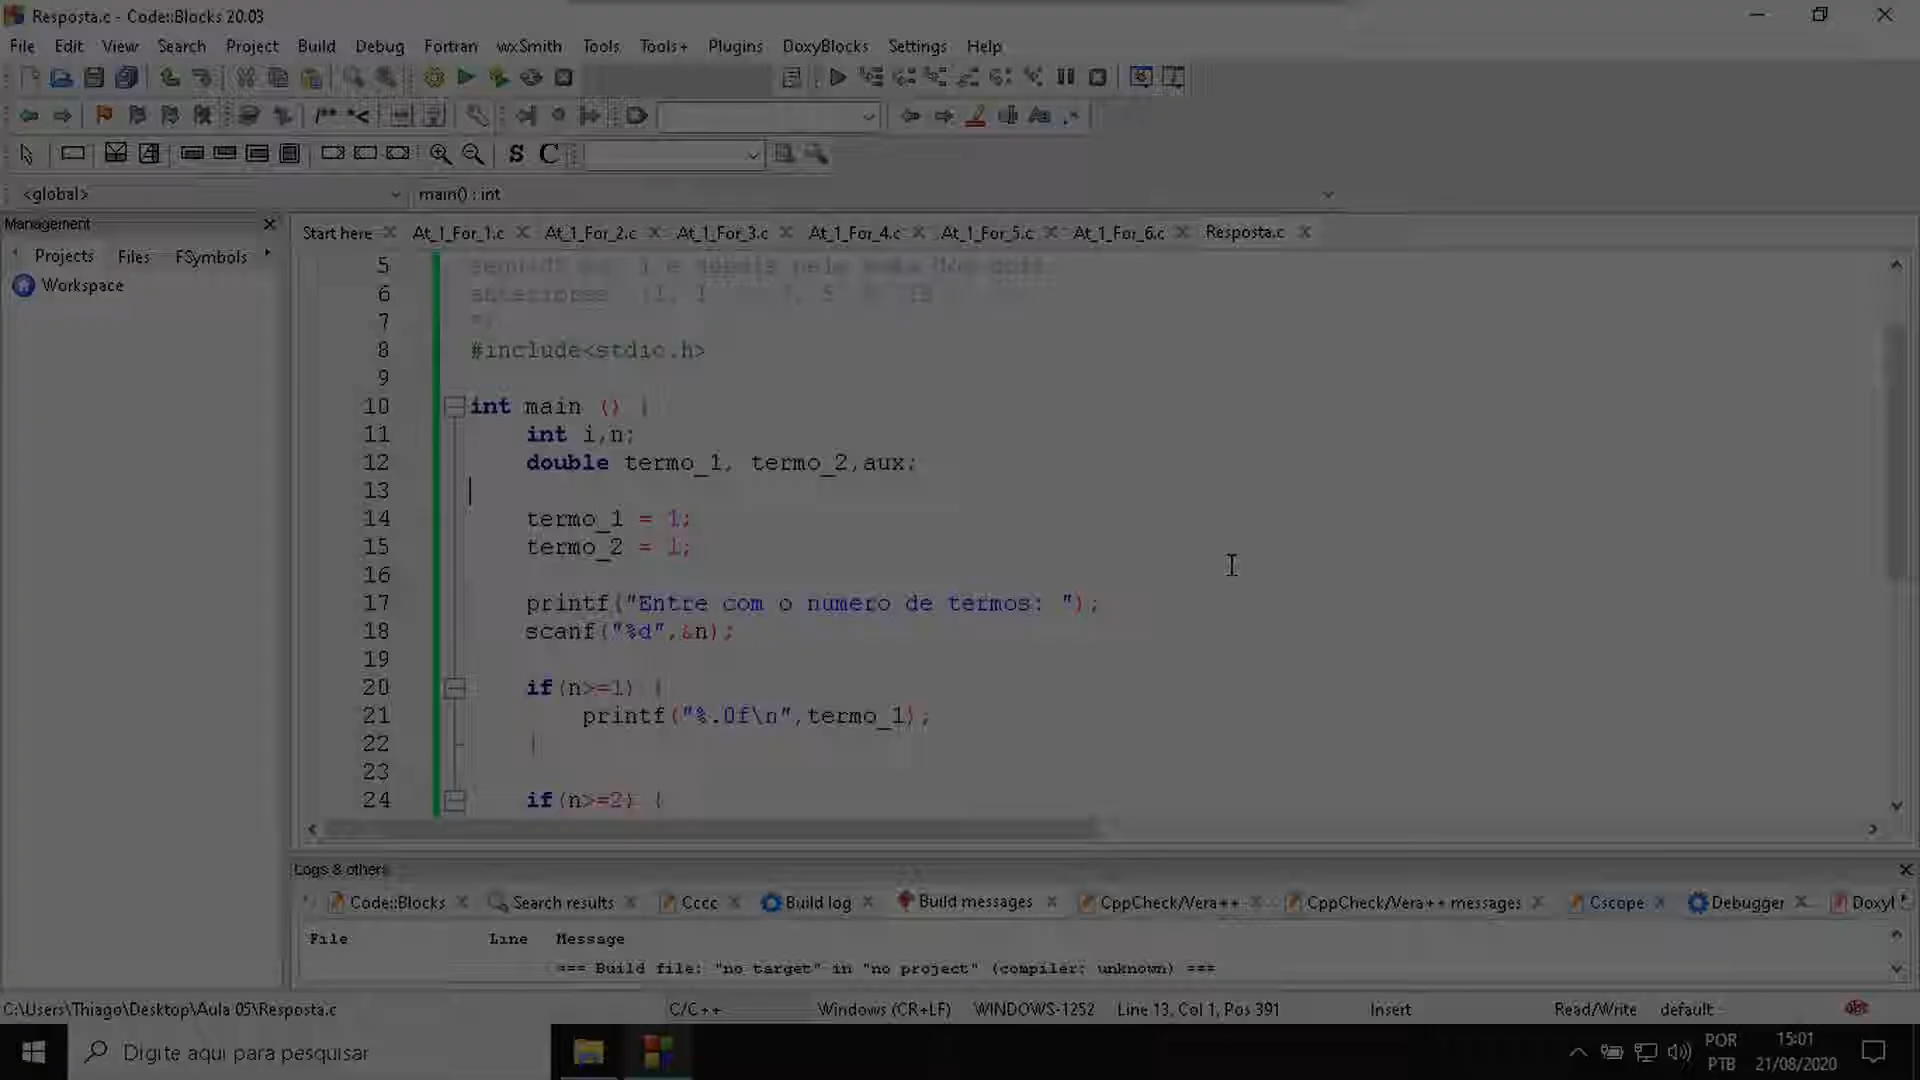 Resposta.c - Code::Blocks 20.03
File Edit View Search Project Build Debug Fortran wxSmith Tools Tools+ Plugins DoxyBlocks Settings Help
S C
<global> main() : int
Management
Projects Files FSymbols
Workspace
Start here At_1_For_1.c At_1_For_2.c At_1_For_3.c At_1_For_4.c At_1_For_5.c At_1_For_6.c Resposta.c
5
6
7 */
8 #include<stdio.h>
9
10 int main () {
11 int i,n;
12 double termo_1, termo_2,aux;
13
14 termo_1 = 1;
15 termo_2 = 1;
16
17 printf("Entre com o numero de termos: ");
18 scanf("%d",&n);
19
20 if(n>=1) {
21 printf("%.0f\n",termo_1);
22 }
23
24 if(n>=2) {
Logs & others
Code::Blocks Search results Cccc Build log Build messages CppCheck/Vera++ CppCheck/Vera++ messages Cscope Debugger Doxyl
File Line Message
=== Build file: "no target" in "no project" (compiler: unknown) ===
C:\Users\Thiago\Desktop\Aula 05\Resposta.c C/C++ Windows (CR+LF) WINDOWS-1252 Line 13, Col 1, Pos 391 Insert Read/Write default
Digite aqui para pesquisar
POR 15:01
PTB 21/08/2020